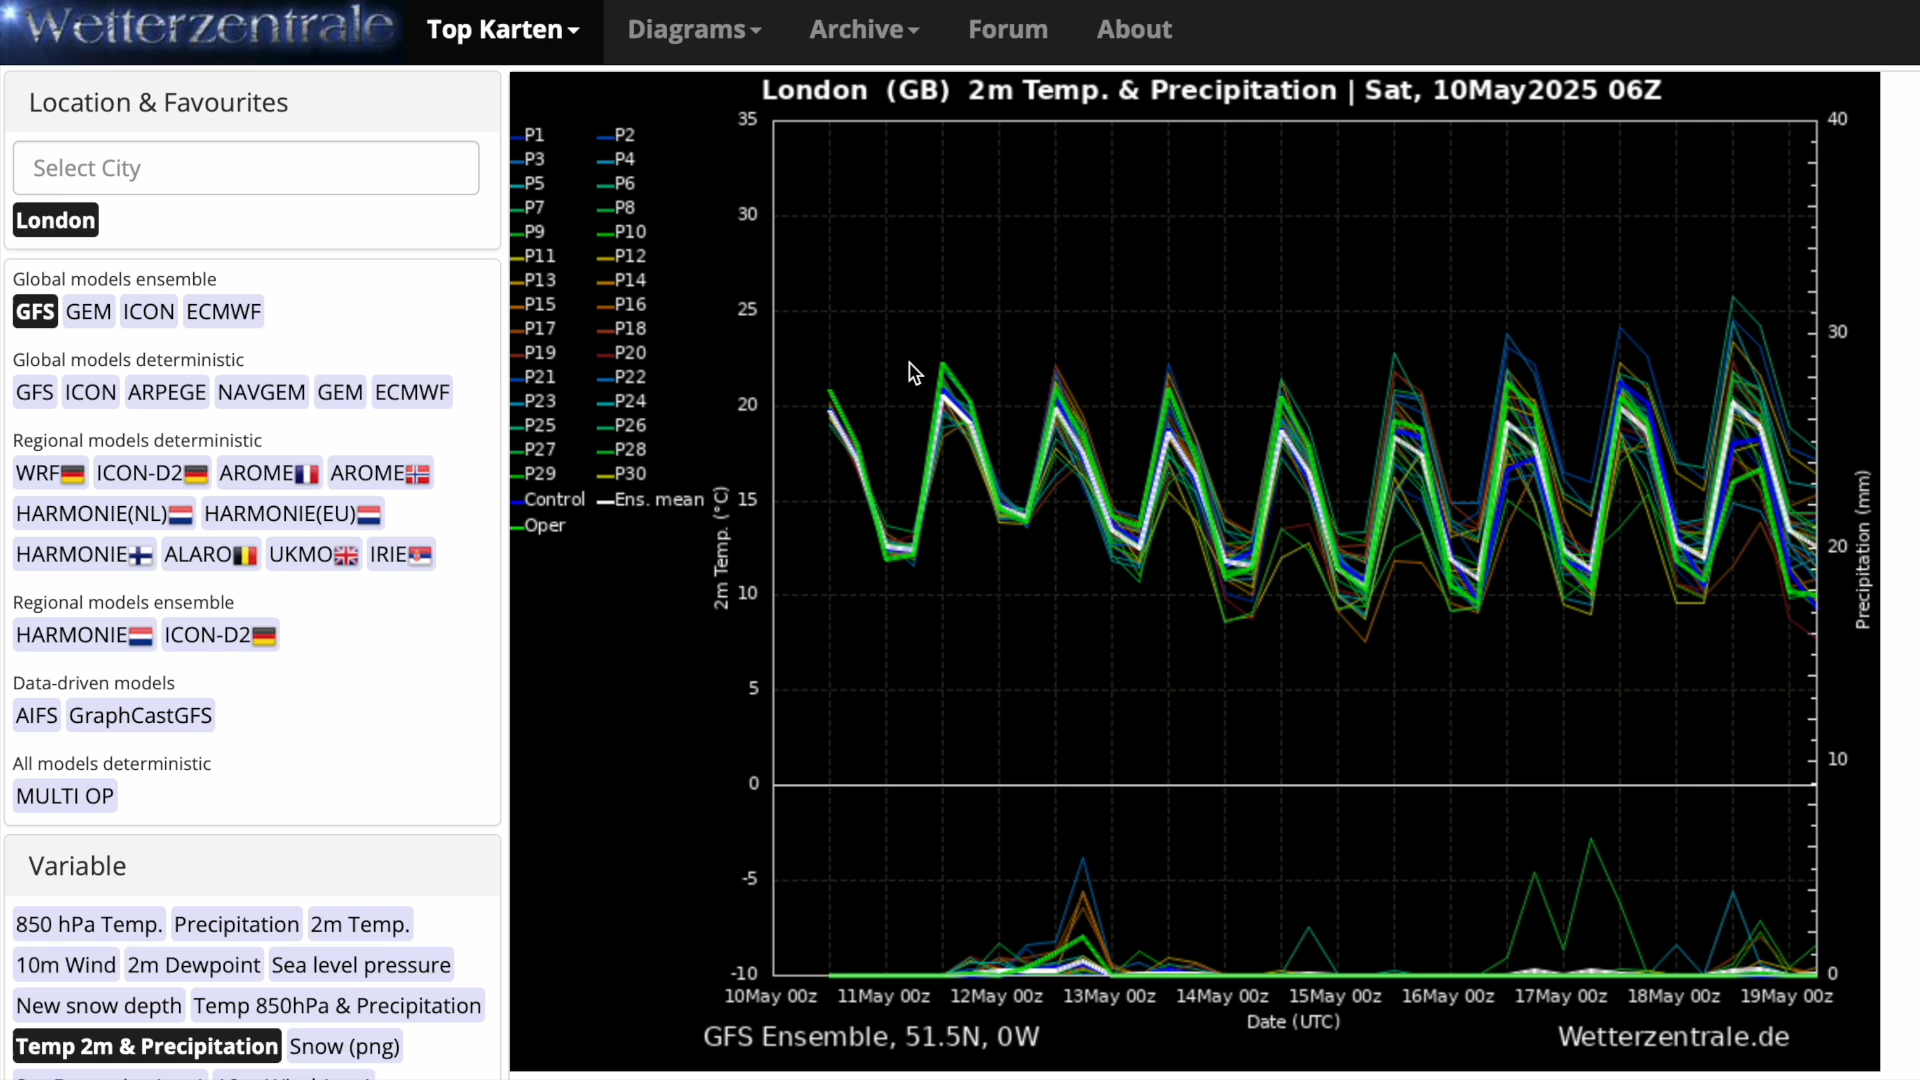 Wetterzentrale
Top Karten Diagrams Archive Forum About
Location & Favourites
Select City
London
Global models ensemble
GFS GEM ICON ECMWF
Global models deterministic
GFS ICON ARPEGE NAVGEM GEM ECMWF
Regional models deterministic
WRF ICON-D2 AROME AROME
HARMONIE(NL) HARMONIE(EU)
HARMONIE ALARO UKMO IRIE
Regional models ensemble
HARMONIE ICON-D2
Data-driven models
AIFS GraphCastGFS
All models deterministic
MULTI OP
Variable
850 hPa Temp. Precipitation 2m Temp.
10m Wind 2m Dewpoint Sea level pressure
New snow depth Temp 850hPa & Precipitation
Temp 2m & Precipitation Snow (png)
London (GB) 2m Temp. & Precipitation | Sat, 10May2025 06Z
P1 P2
P3 P4
P5 P6
P7 P8
P9 P10
P11 P12
P13 P14
P15 P16
P17 P18
P19 P20
P21 P22
P23 P24
P25 P26
P27 P28
P29 P30
Control Ens. mean
Oper
2m Temp. (°C)
35
30
25
20
15
10
5
0
-5
-10
40
30
20
10
0
Precipitation (mm)
10May 00z 11May 00z 12May 00z 13May 00z 14May 00z 15May 00z 16May 00z 17May 00z 18May 00z 19May 00z
Date (UTC)
GFS Ensemble, 51.5N, 0W
Wetterzentrale.de